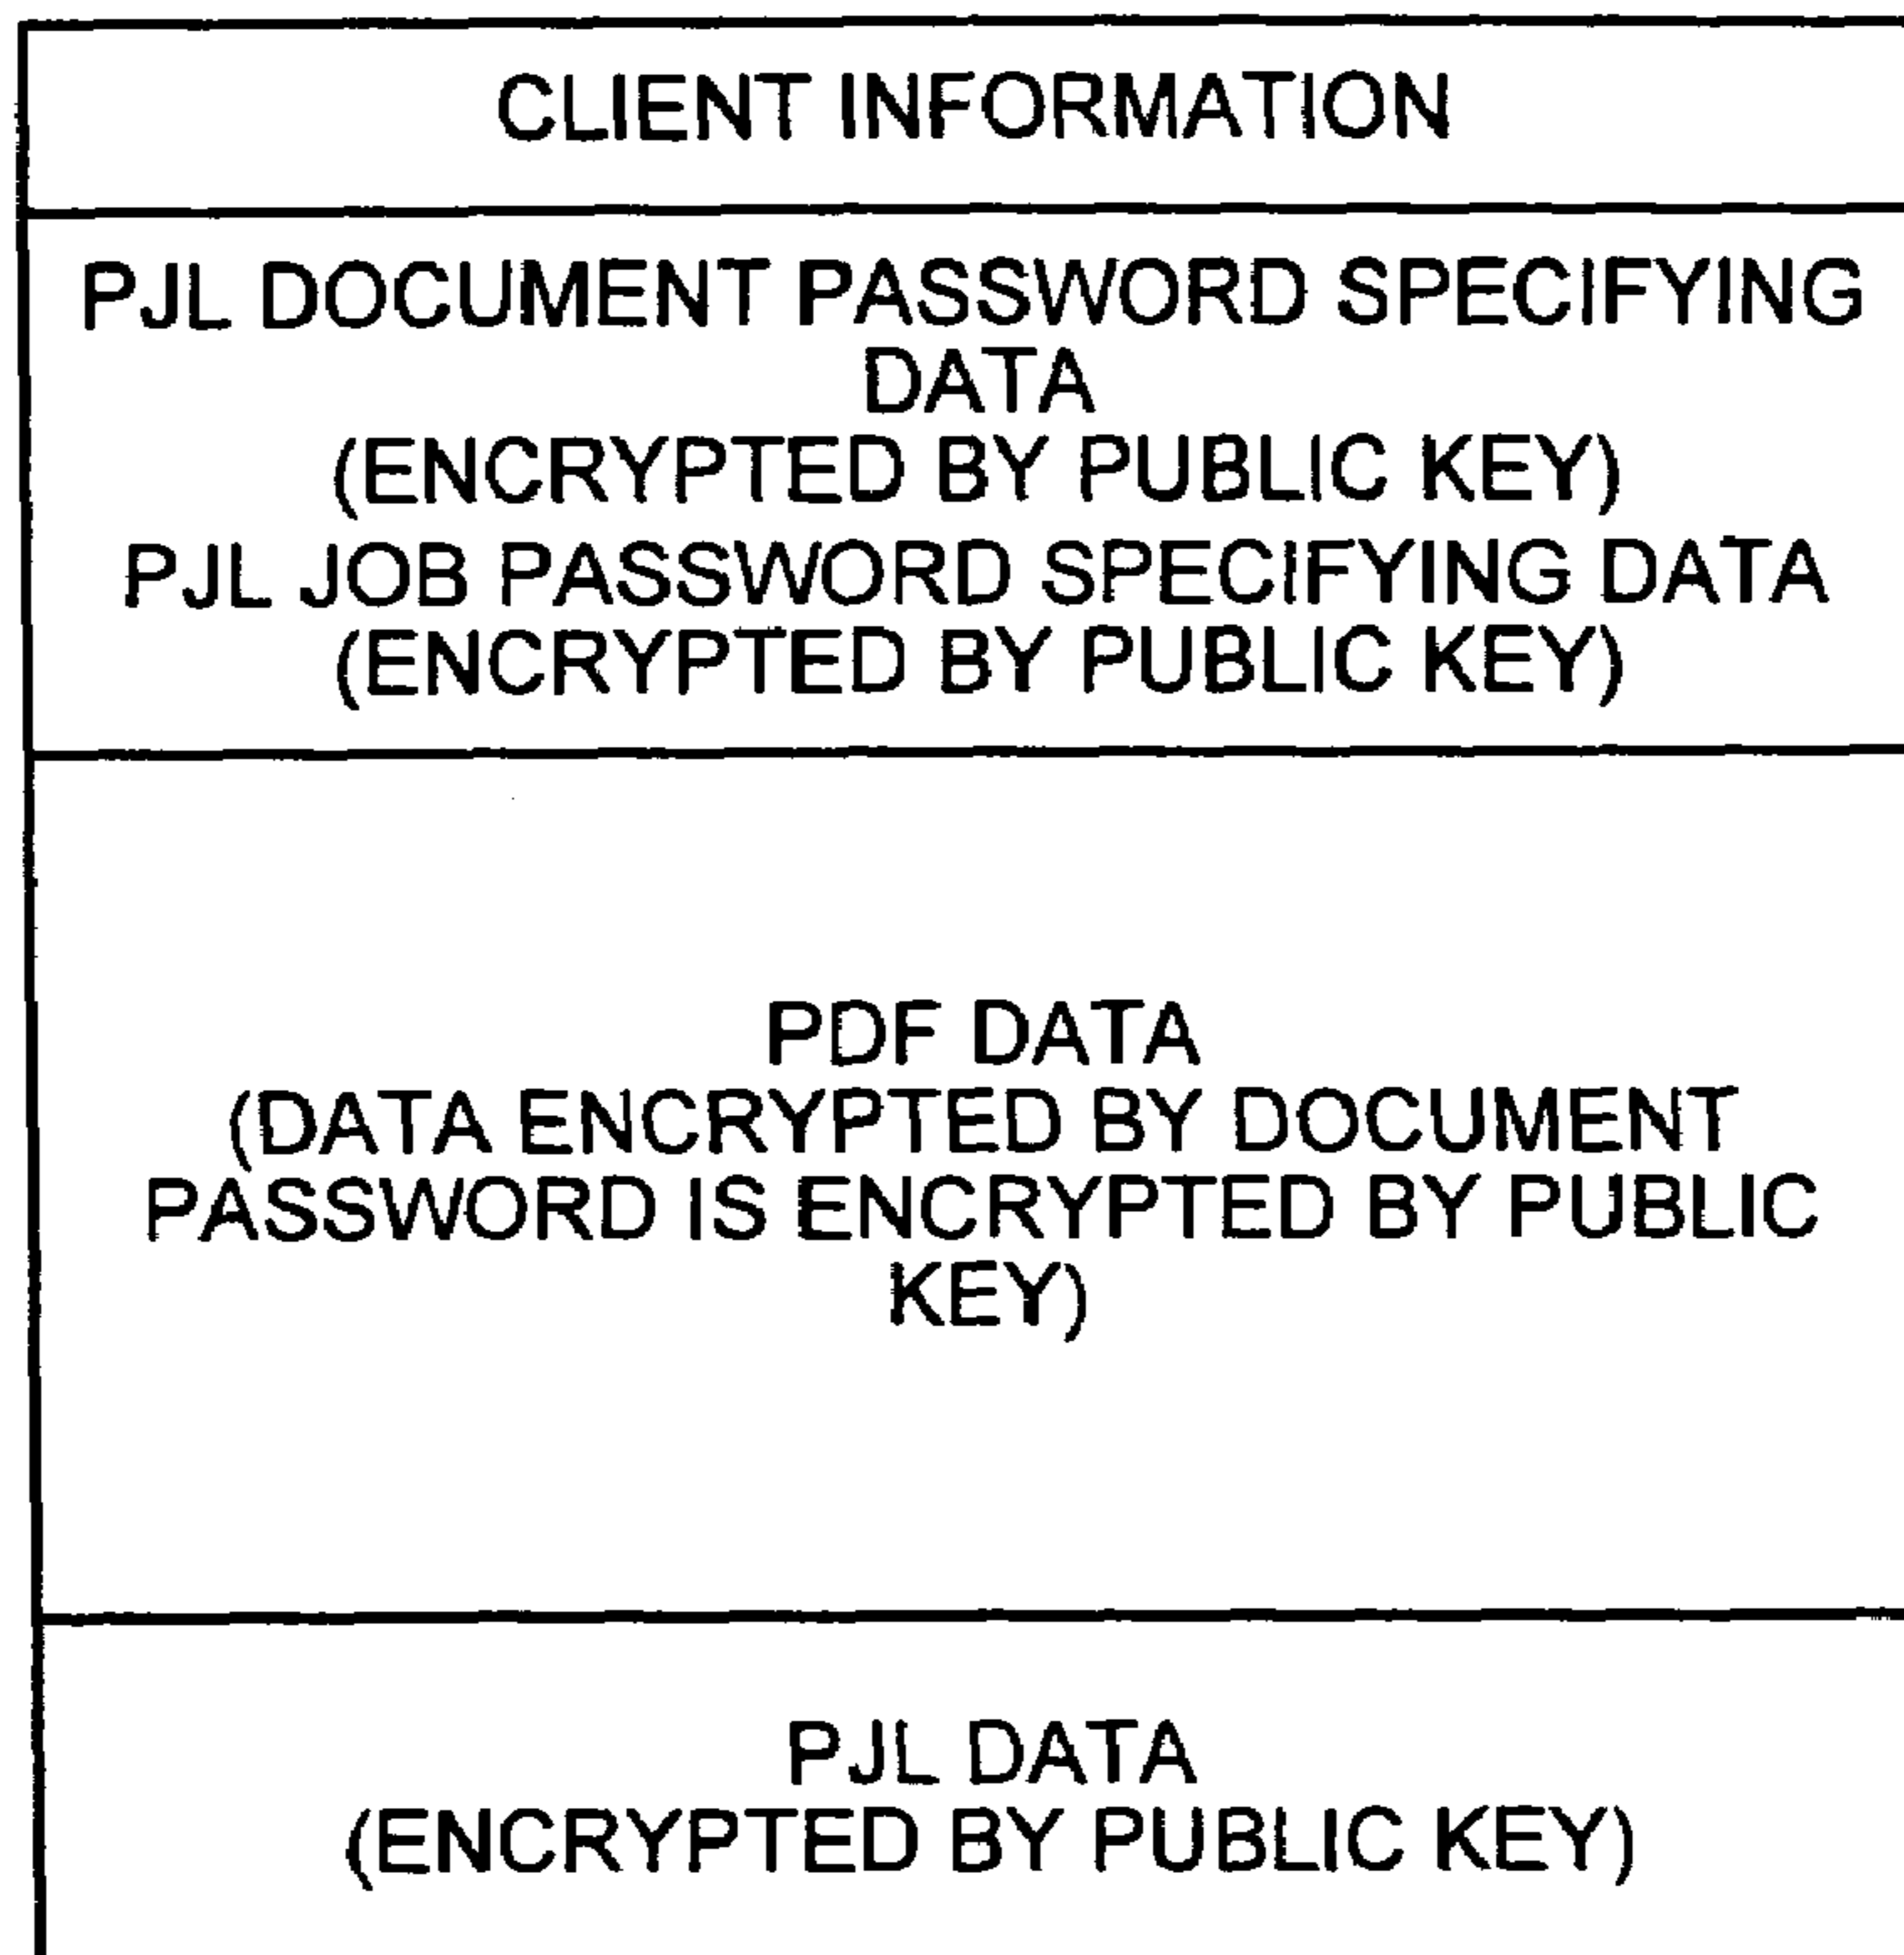 CLIENT INFORMATION
PJL DOCUMENT PASSWORD SPECIFYING
DATA
(ENCRYPTED BY PUBLIC KEY)
PJL JOB PASSWORD SPECIFYING DATA
(ENCRYPTED BY PUBLIC KEY)
PDF DATA
(DATA ENCRYPTED BY DOCUMENT
PASSWORD IS ENCRYPTED BY PUBLIC
KEY)
PJL DATA
(ENCRYPTED BY PUBLIC KEY)